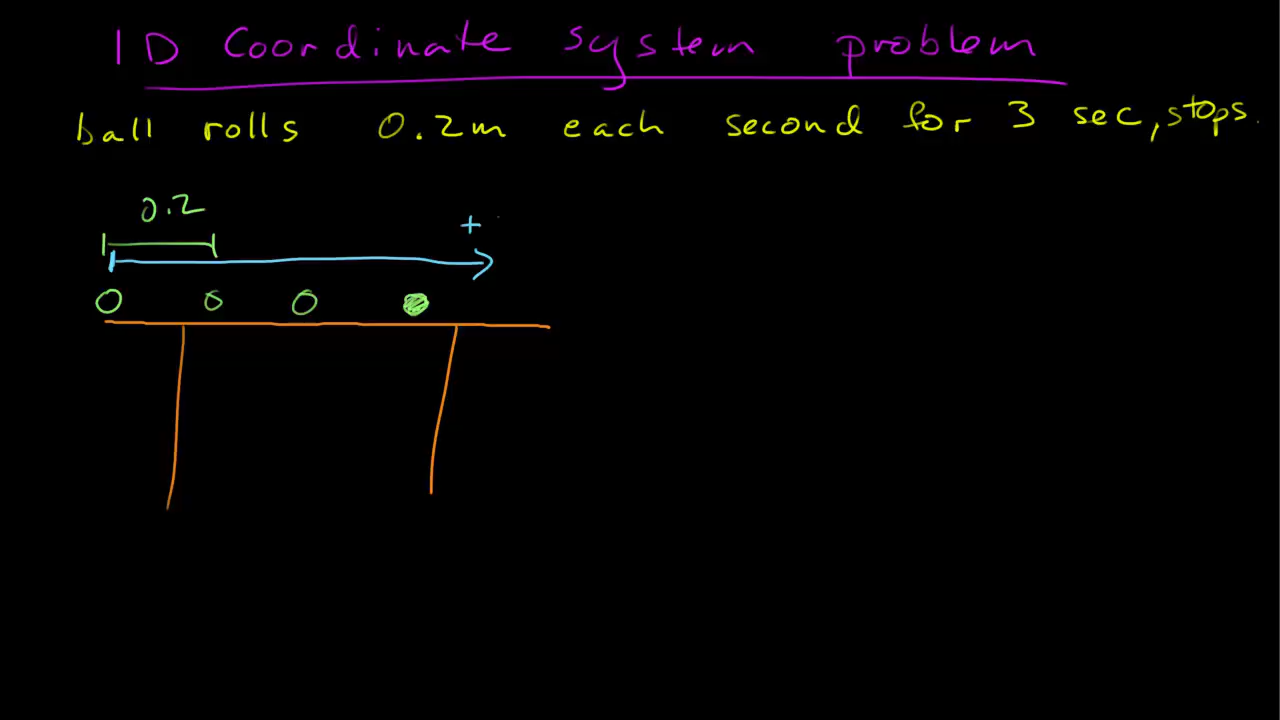 1D Coordinate system problem
ball rolls 0.2m each second for 3 sec, stops.
0.2
+